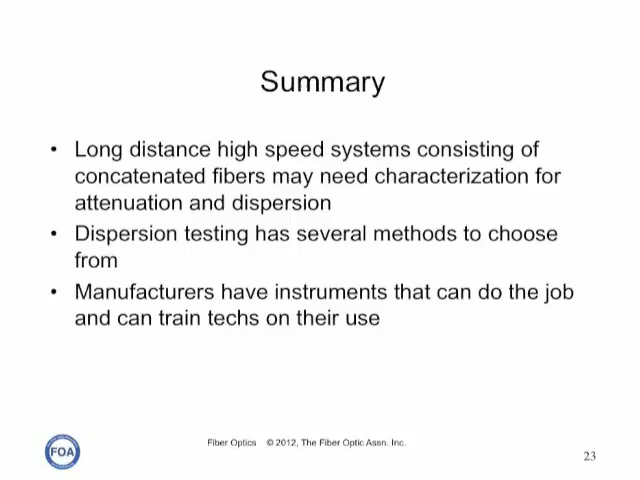 Summary
• Long distance high speed systems consisting of
concatenated fibers may need characterization for
attenuation and dispersion
• Dispersion testing has several methods to choose
from
• Manufacturers have instruments that can do the job
and can train techs on their use
Fiber Optics © 2012, The Fiber Optic Assn. Inc.
FOA
23